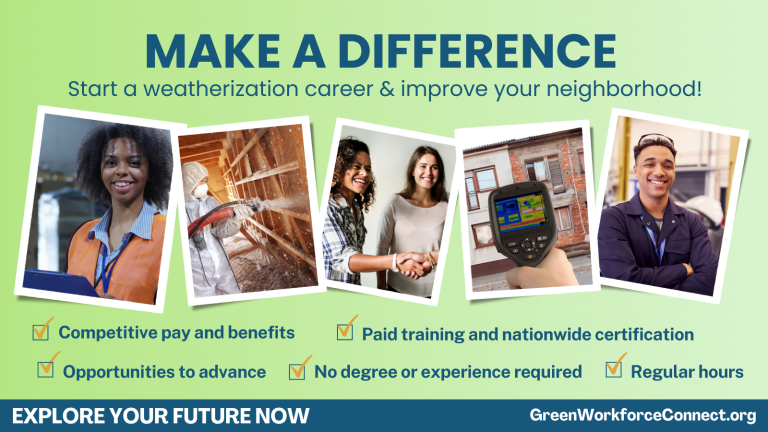 MAKE A DIFFERENCE
Start a weatherization career & improve your neighborhood!
Competitive pay and benefits
Paid training and nationwide certification
Opportunities to advance
No degree or experience required
Regular hours
EXPLORE YOUR FUTURE NOW
GreenWorkforceConnect.org